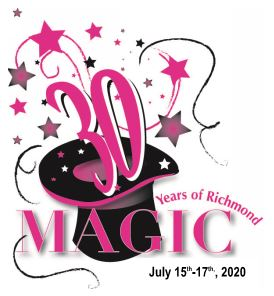 30
Years of Richmond
MAGIC
July 15th-17th, 2020